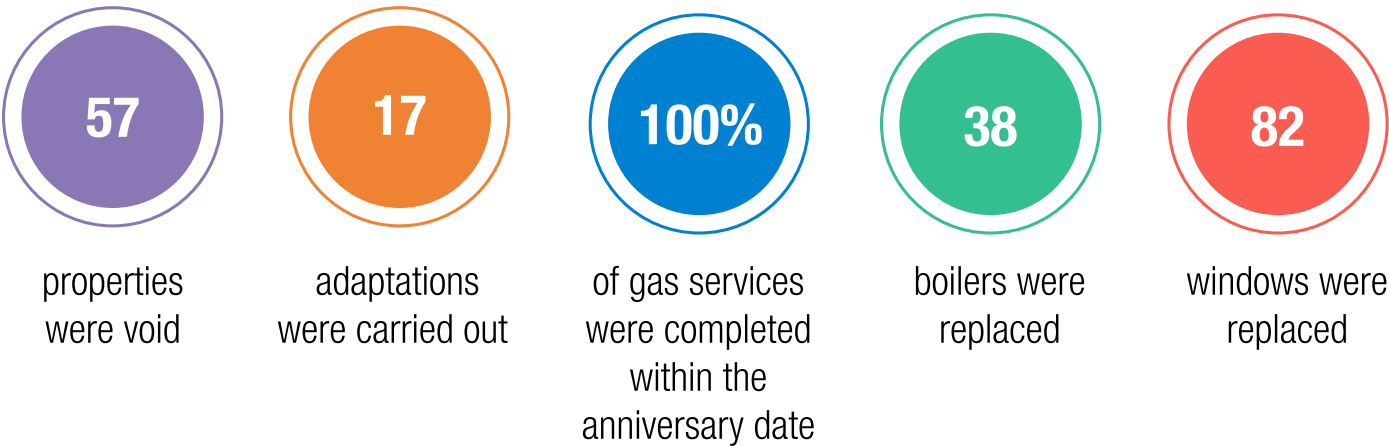 57
properties
were void
17
adaptations
were carried out
100%
of gas services
were completed
within the
anniversary date
38
boilers were
replaced
82
windows were
replaced